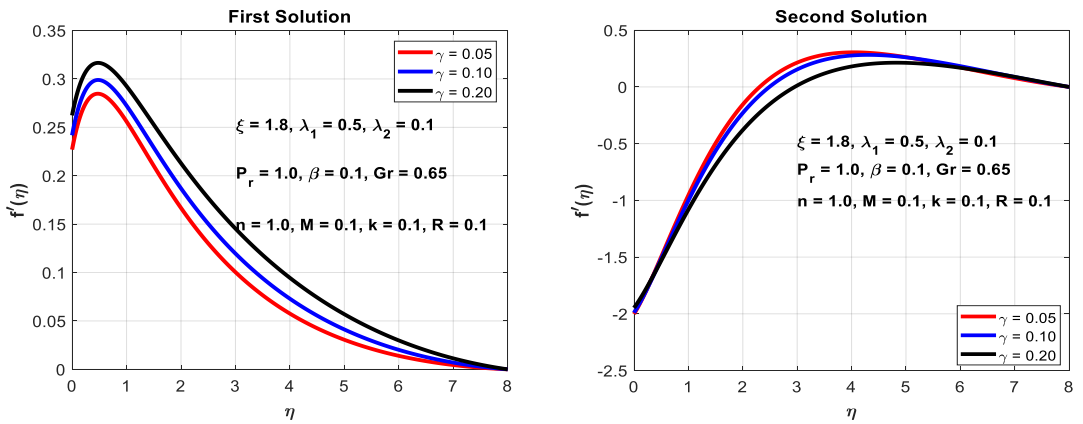 First Solution
f'(η)
0.35
0.3
0.25
0.2
0.15
0.1
0.05
0
γ = 0.05
γ = 0.10
γ = 0.20
ξ = 1.8, λ1 = 0.5, λ2 = 0.1
Pr = 1.0, β = 0.1, Gr = 0.65
n = 1.0, M = 0.1, k = 0.1, R = 0.1
0 1 2 3 4 5 6 7 8
η
Second Solution
f'(η)
0.5
0
-0.5
-1
-1.5
-2
-2.5
ξ = 1.8, λ1 = 0.5, λ2 = 0.1
Pr = 1.0, β = 0.1, Gr = 0.65
n = 1.0, M = 0.1, k = 0.1, R = 0.1
γ = 0.05
γ = 0.10
γ = 0.20
0 1 2 3 4 5 6 7 8
η